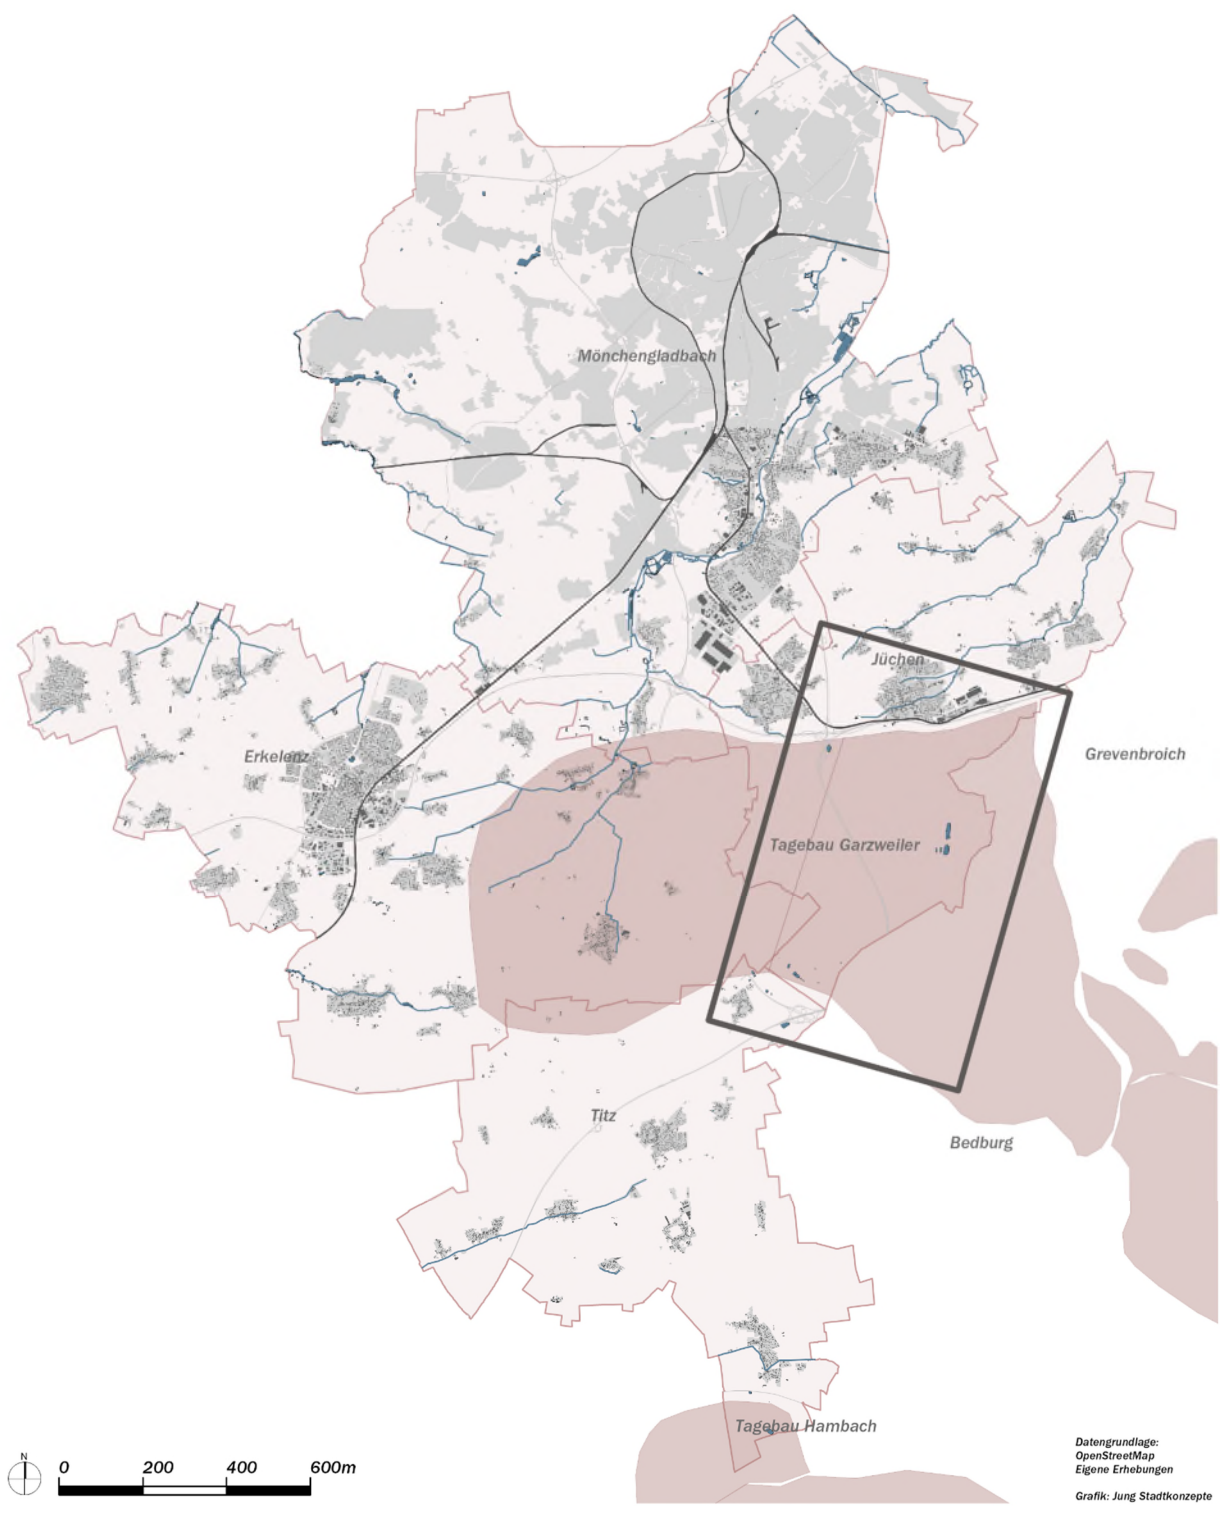 Mönchengladbach
Jüchen
Erkelenz
Grevenbroich
Tagebau Garzweiler
Titz
Bedburg
Tagebau Hambach
N
0 200 400 600m
Datengrundlage:
OpenStreetMap
Eigene Erhebungen
Grafik: Jung Stadtkonzepte